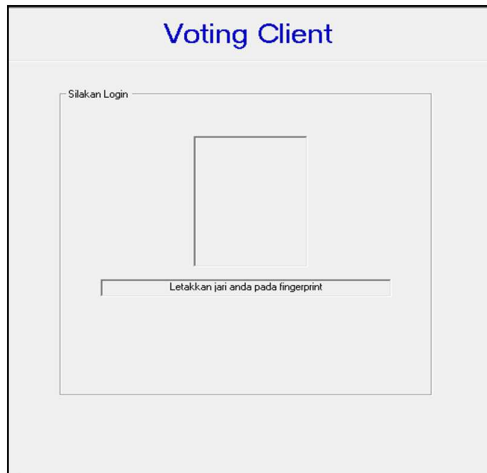 Voting Client
Silakan Login
Letakkan jari anda pada fingerprint